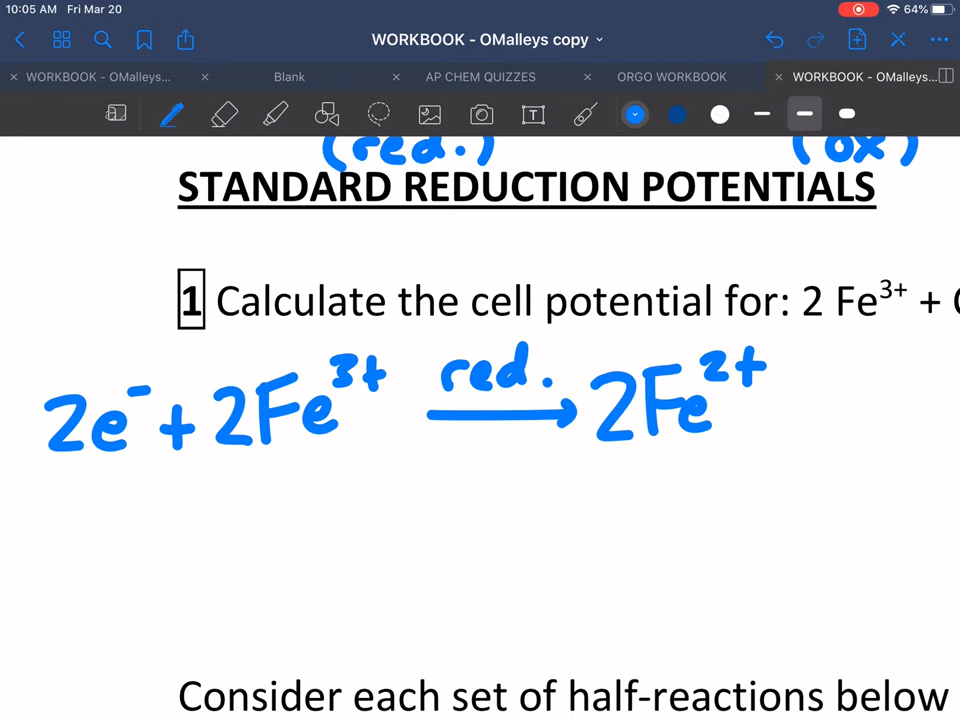 10:05 AM Fri Mar 20 64%
WORKBOOK - OMalleys copy
WORKBOOK - OMalleys... Blank AP CHEM QUIZZES ORGO WORKBOOK WORKBOOK - OMalleys...
(red.) (ox)
STANDARD REDUCTION POTENTIALS
1 Calculate the cell potential for: 2 Fe³⁺ +
2e⁻ + 2Fe³⁺ red. → 2Fe²⁺
Consider each set of half-reactions below